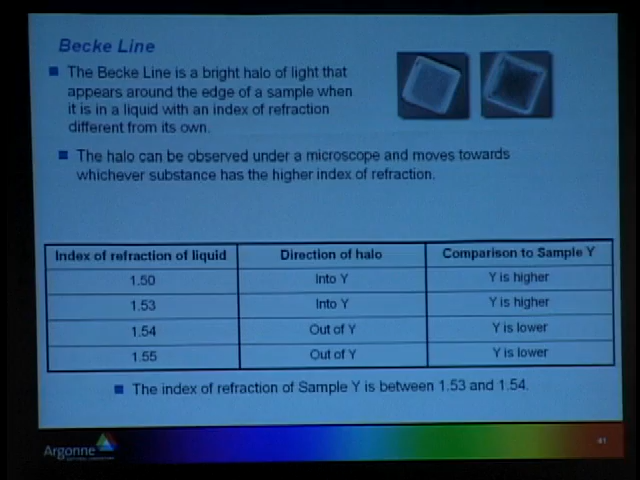 Becke Line
The Becke Line is a bright halo of light that
appears around the edge of a sample when
it is in a liquid with an index of refraction
different from its own.
The halo can be observed under a microscope and moves towards
whichever substance has the higher index of refraction.
Index of refraction of liquid Direction of halo Comparison to Sample Y
1.50 Into Y Y is higher
1.53 Into Y Y is higher
1.54 Out of Y Y is lower
1.55 Out of Y Y is lower
The index of refraction of Sample Y is between 1.53 and 1.54.
Argonne
41